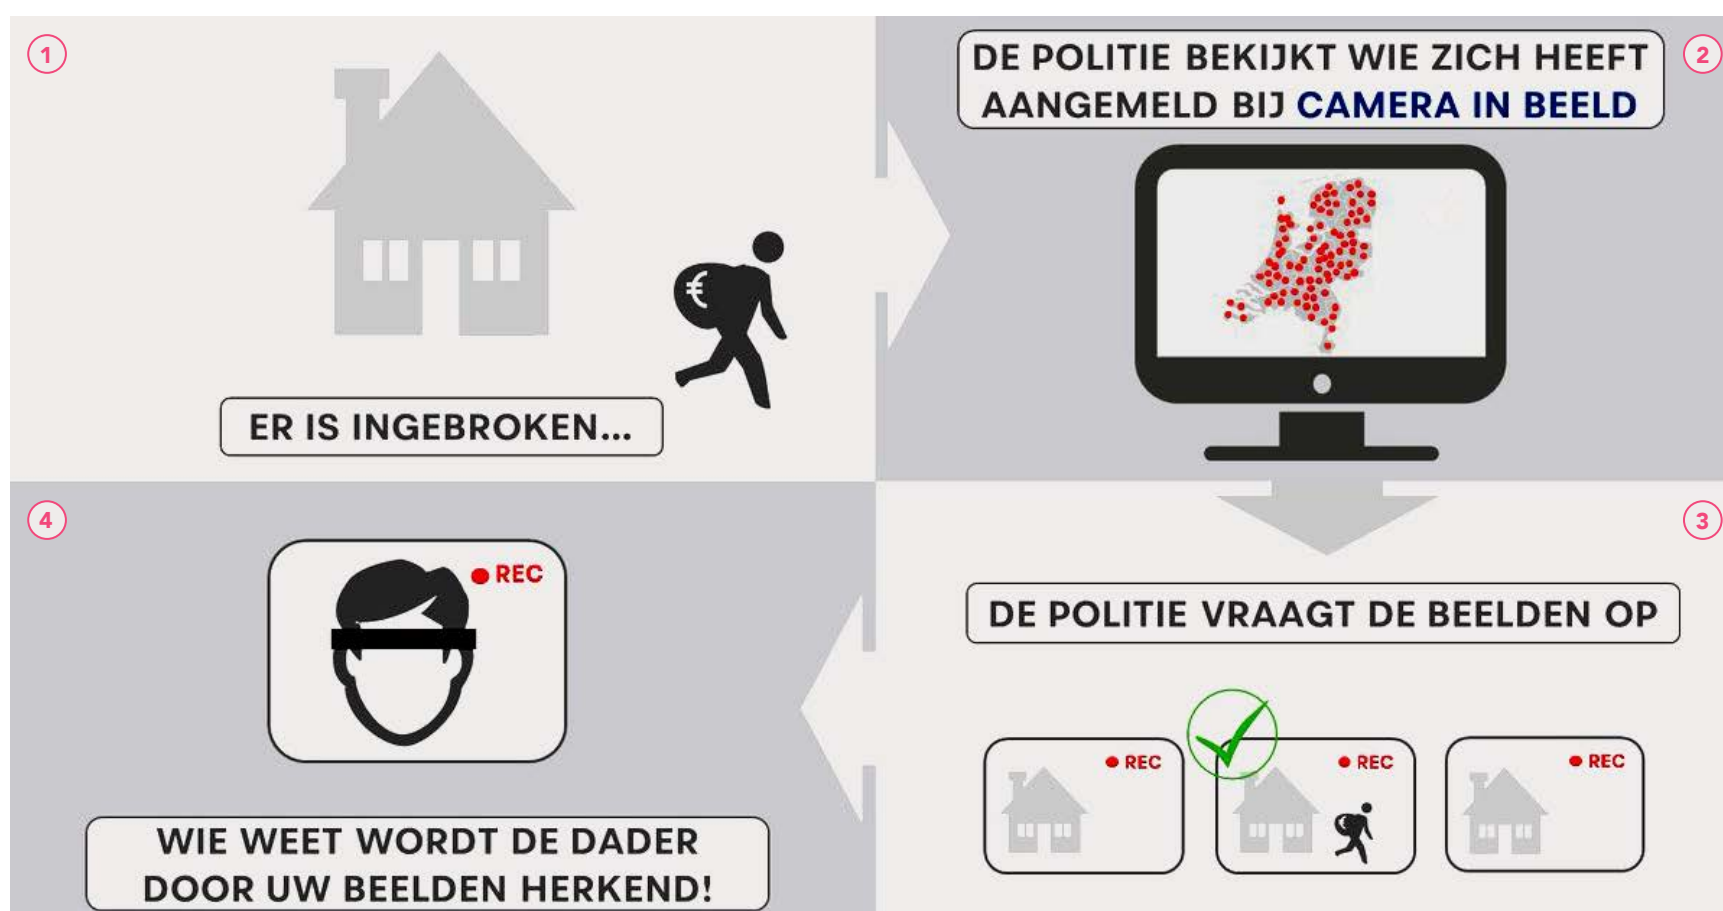 1
ER IS INGEBROKEN...
2
DE POLITIE BEKIJKT WIE ZICH HEEFT
AANGEMELD BIJ CAMERA IN BEELD
3
DE POLITIE VRAAGT DE BEELDEN OP
REC
REC
REC
4
REC
WIE WEET WORDT DE DADER
DOOR UW BEELDEN HERKEND!